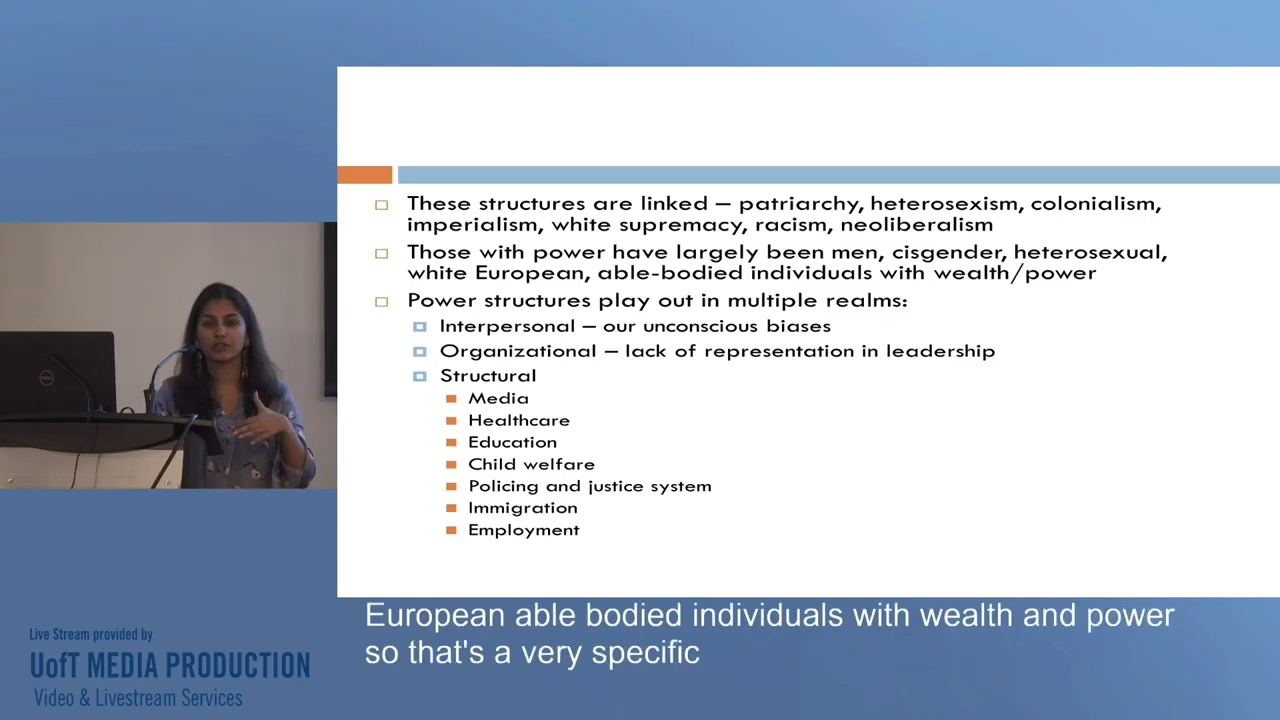 These structures are linked – patriarchy, heterosexism, colonialism,
imperialism, white supremacy, racism, neoliberalism
Those with power have largely been men, cisgender, heterosexual,
white European, able-bodied individuals with wealth/power
Power structures play out in multiple realms:
Interpersonal – our unconscious biases
Organizational – lack of representation in leadership
Structural
Media
Healthcare
Education
Child welfare
Policing and justice system
Immigration
Employment
European able bodied individuals with wealth and power
so that's a very specific
Live Stream provided by
UofT MEDIA PRODUCTION
Video & Livestream Services
DELL